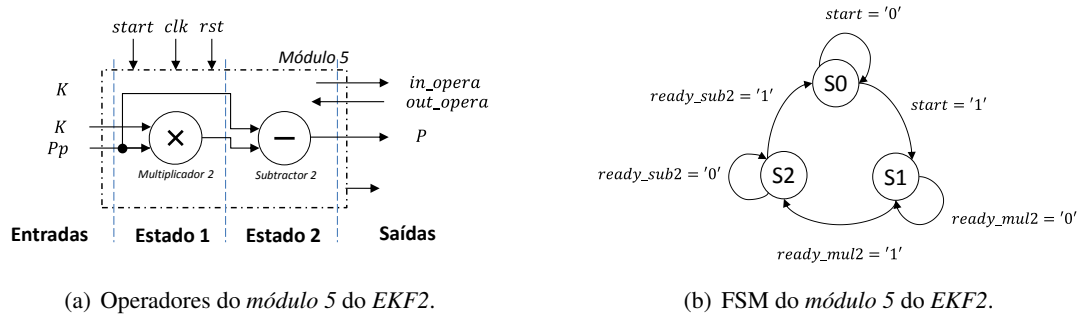 start clk rst
Módulo 5
K
in_opera
out_opera
K
Pp
P
×
−
Multiplicador 2
Subtractor 2
Entradas
Estado 1
Estado 2
Saídas
(a) Operadores do módulo 5 do EKF2.
start = '0'
S0
ready_sub2 = '1'
start = '1'
ready_sub2 = '0'
S2
S1
ready_mul2 = '0'
ready_mul2 = '1'
(b) FSM do módulo 5 do EKF2.